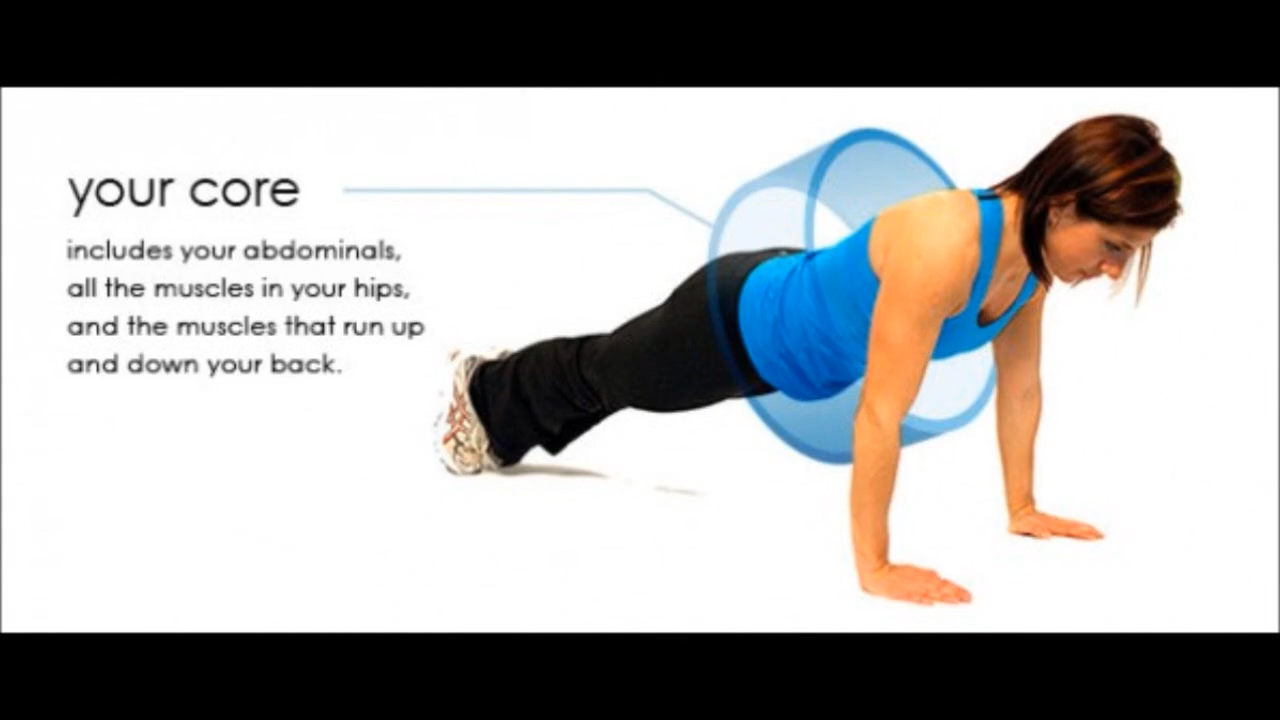 your core
includes your abdominals,
all the muscles in your hips,
and the muscles that run up
and down your back.